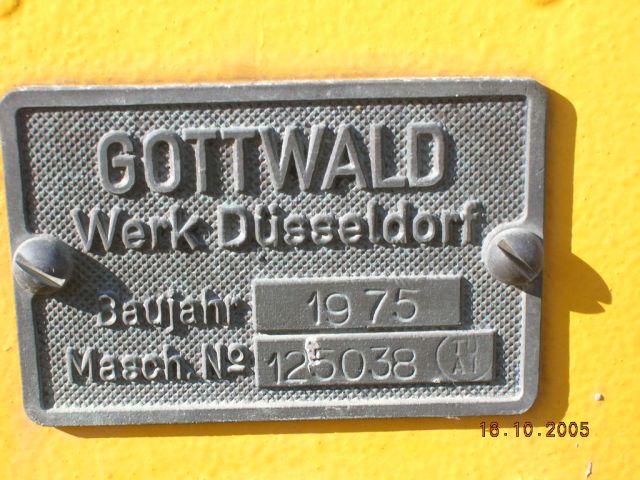 GOTTWALD
Werk Düsseldorf
Baujahr 1975
Masch. Nº 125038
18.10.2005